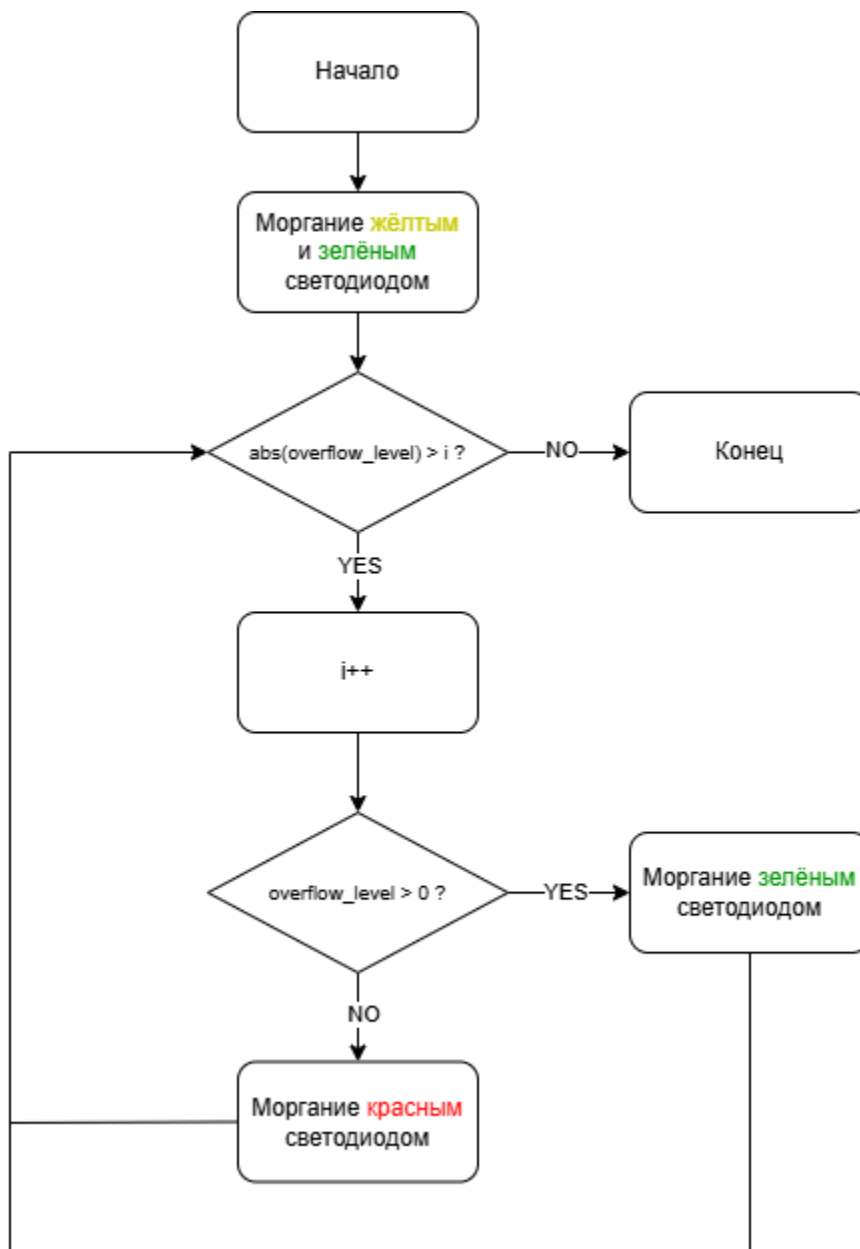 Начало
Моргание жёлтым
и зелёным
светодиодом
abs(overflow_level) > i ?
NO
Конец
YES
i++
overflow_level > 0 ?
YES
Моргание зелёным
светодиодом
NO
Моргание красным
светодиодом